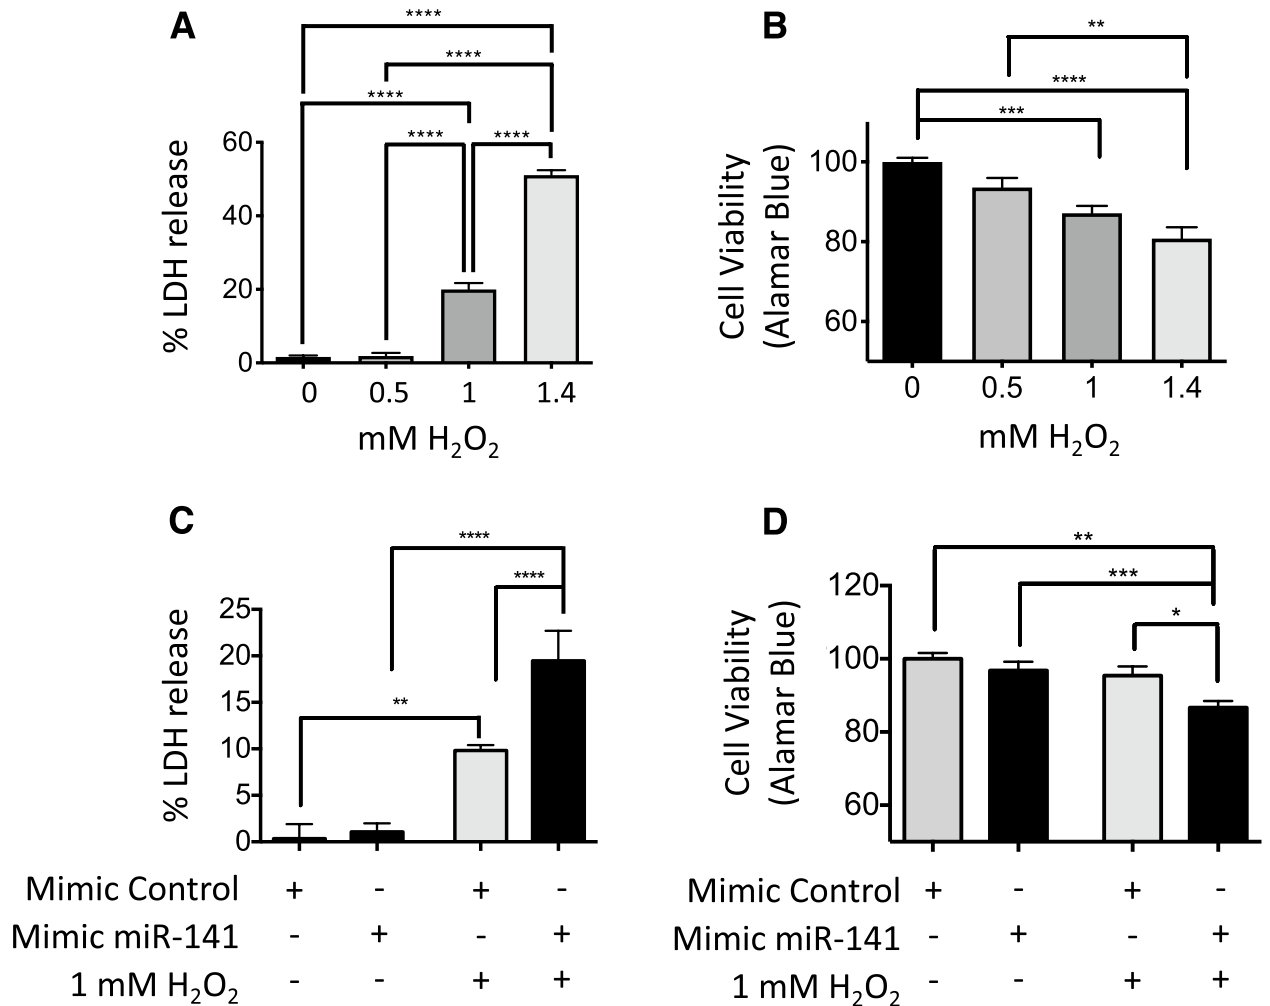 A
****
****
****
****
****
% LDH release
60
40
20
0
0 0.5 1 1.4
mM H₂O₂
B
**
****
***
Cell Viability
(Alamar Blue)
100
80
60
0 0.5 1 1.4
mM H₂O₂
C
****
****
**
% LDH release
25
20
15
10
5
0
Mimic Control + - + -
Mimic miR-141 - + - +
1 mM H₂O₂ - - + +
D
**
***
*
Cell Viability
(Alamar Blue)
120
100
80
60
Mimic Control + - + -
Mimic miR-141 - + - +
1 mM H₂O₂ - - + +